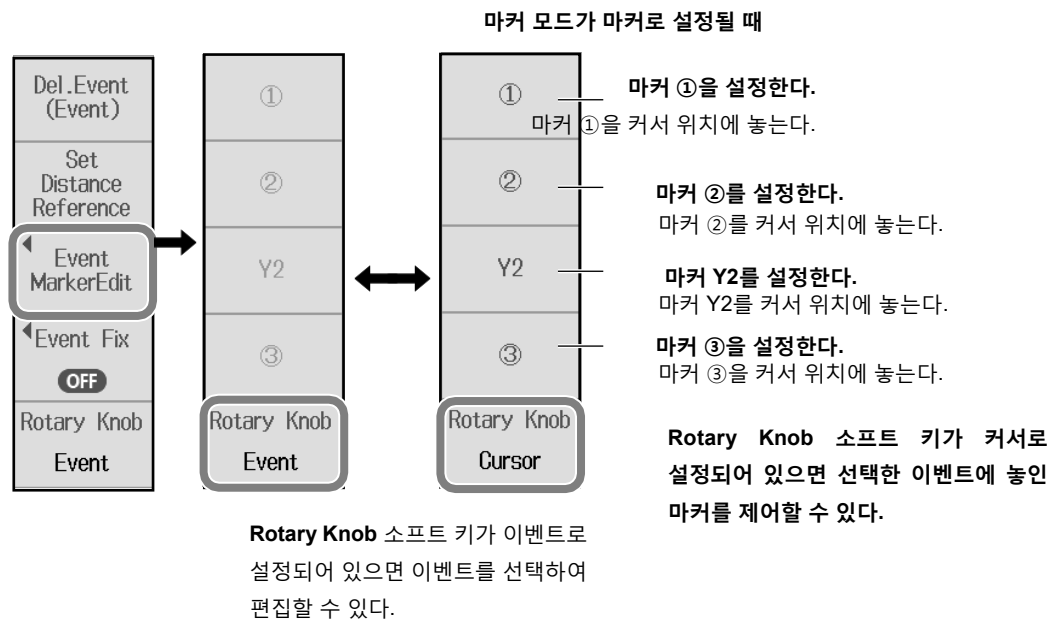 마커 모드가 마커로 설정될 때
Del.Event
(Event)
Set
Distance
Reference
Event
MarkerEdit
Event Fix
OFF
Rotary Knob
Event
①
②
Y2
③
Rotary Knob
Event
①
②
Y2
③
Rotary Knob
Cursor
마커 ①을 설정한다.
마커 ①을 커서 위치에 놓는다.
마커 ②를 설정한다.
마커 ②를 커서 위치에 놓는다.
마커 Y2를 설정한다.
마커 Y2를 커서 위치에 놓는다.
마커 ③을 설정한다.
마커 ③을 커서 위치에 놓는다.
Rotary Knob 소프트 키가 커서로
설정되어 있으면 선택한 이벤트에 놓인
마커를 제어할 수 있다.
Rotary Knob 소프트 키가 이벤트로
설정되어 있으면 이벤트를 선택하여
편집할 수 있다.